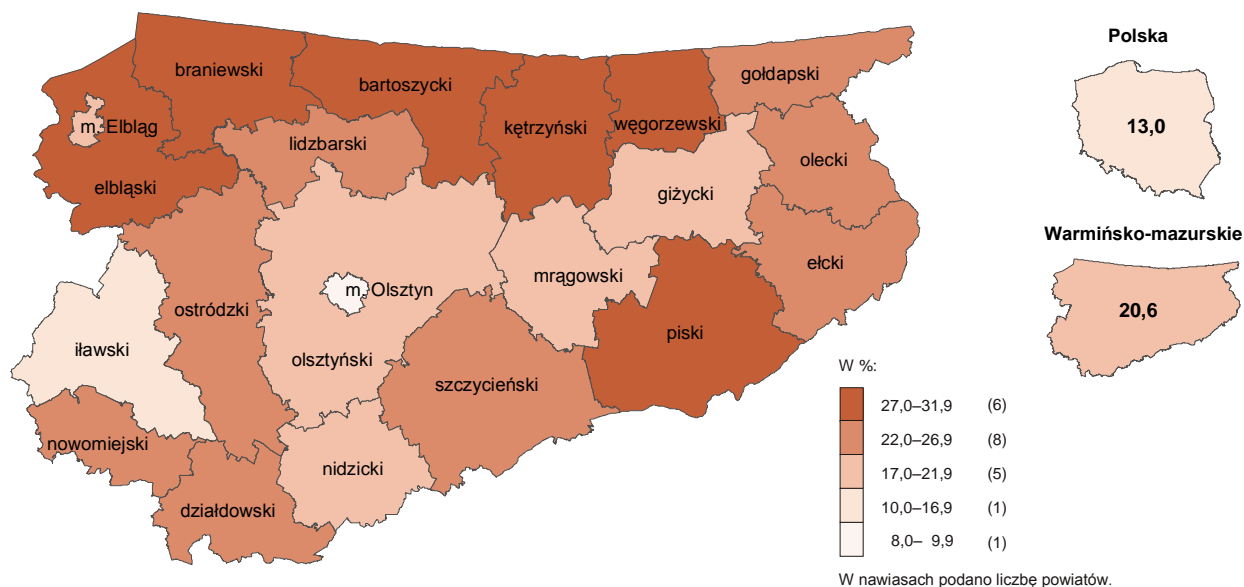 braniewski
bartoszycki
gołdapski
m. Elbląg
kętrzyński
węgorzewski
lidzbarski
olecki
elbląski
giżycki
ełcki
mrągowski
m. Olsztyn
ostródzki
piski
iławski
olsztyński
szczycieński
nowomiejski
nidzicki
działdowski
Polska
13,0
Warmińsko-mazurskie
20,6
W %:
27,0–31,9 (6)
22,0–26,9 (8)
17,0–21,9 (5)
10,0–16,9 (1)
8,0– 9,9 (1)
W nawiasach podano liczbę powiatów.